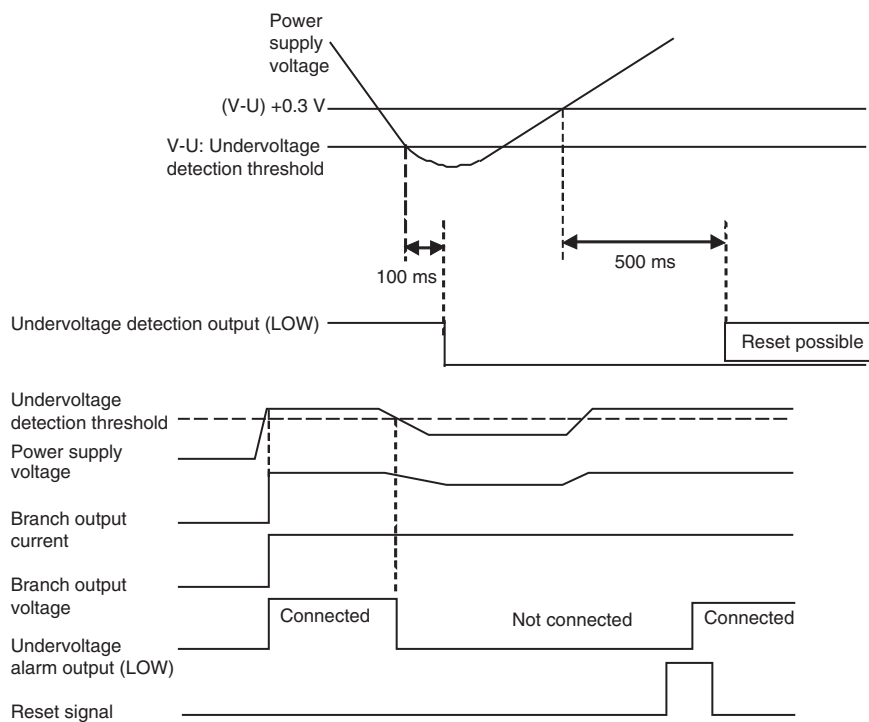 Power
supply
voltage
(V-U) +0.3 V
V-U: Undervoltage
detection threshold
100 ms
500 ms
Undervoltage detection output (LOW)
Reset possible
Undervoltage
detection threshold
Power supply
voltage
Branch output
current
Branch output
voltage
Connected
Not connected
Connected
Undervoltage
alarm output (LOW)
Reset signal